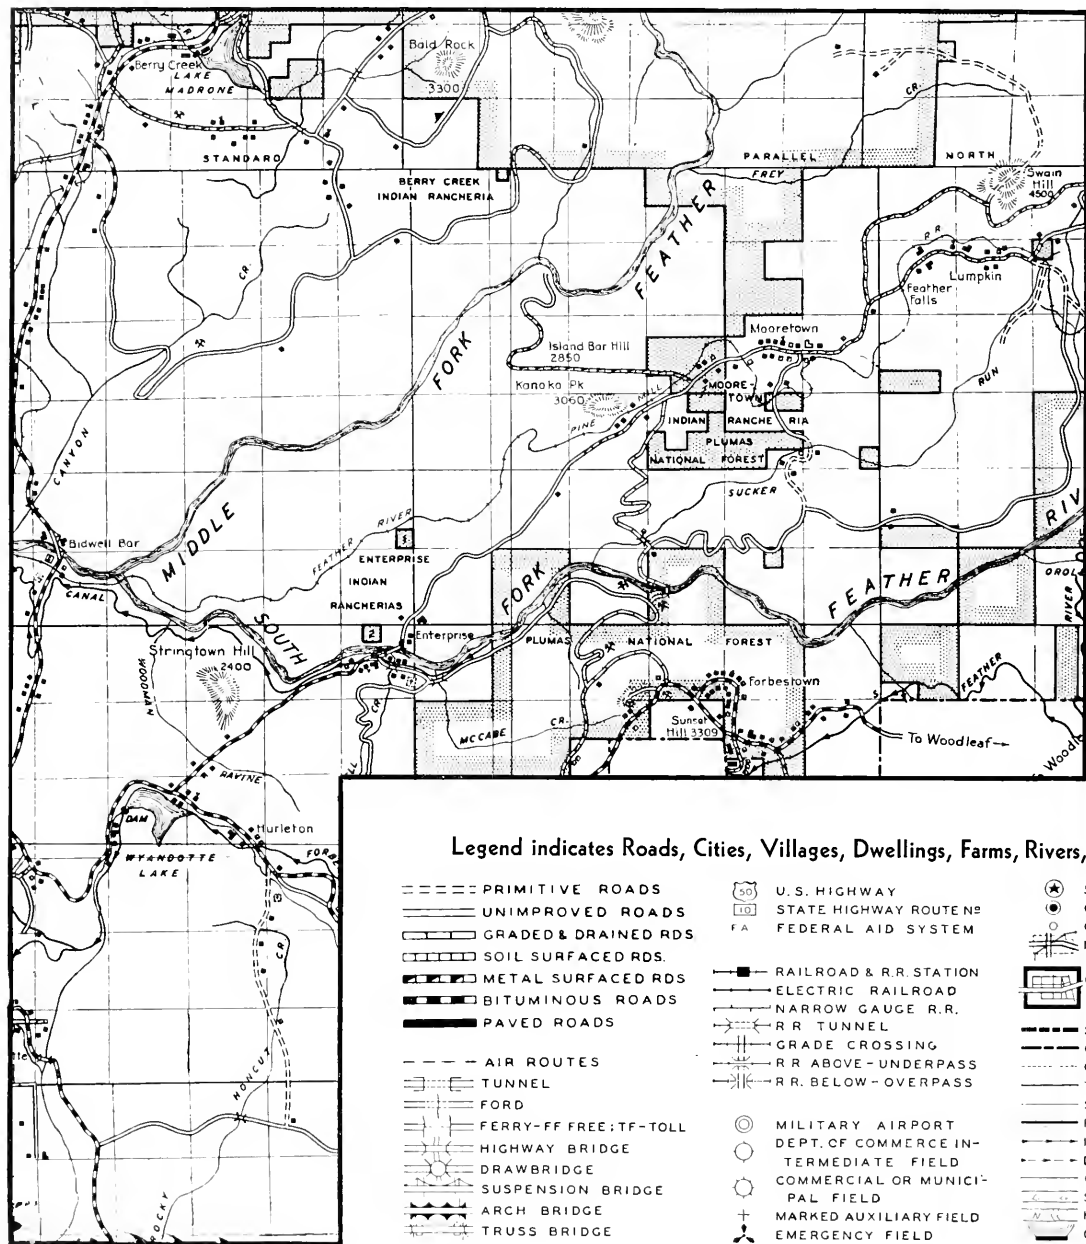 Bald Rock
3300
Berry Creek
LAKE
MADRONE
STANDARD
PARALLEL
NORTH
CR.
FREY
Swain
Hill
4500
BERRY CREEK
INDIAN RANCHERIA
FEATHER
R R
Lumpkin
Feather
Falls
CR.
Island Bar Hill
2850
Mooretown
FORK
Kanaka Pk
3060
MILL
PINE
MOORE-
TOWN
INDIAN RANCHE RIA
PLUMAS
NATIONAL FOREST
RUN
SUCKER
CANYON
MIDDLE
RIVER
FEATHER
Bidwell Bar
1
ENTERPRISE
INDIAN
RANCHERIAS
2
CANAL
FORK
FEATHER
RIV
RIVER
Enterprise
PLUMAS NATIONAL FOREST
SOUTH
Stringtown Hill
2400
WOODMAN
Forbestown
FEATHER
CR.
MCCABE
CR.
Sunset
Hill 3309
To Woodleaf
RAVINE
DAM
Hurleton
WYANDOTTE
LAKE
CR
HONCUT
ROCKY
Legend indicates Roads, Cities, Villages, Dwellings, Farms, Rivers,
PRIMITIVE ROADS
UNIMPROVED ROADS
GRADED & DRAINED RDS
SOIL SURFACED RDS.
METAL SURFACED RDS
BITUMINOUS ROADS
PAVED ROADS
AIR ROUTES
TUNNEL
FORD
FERRY-FF FREE; TF-TOLL
HIGHWAY BRIDGE
DRAWBRIDGE
SUSPENSION BRIDGE
ARCH BRIDGE
TRUSS BRIDGE
50 U.S. HIGHWAY
10 STATE HIGHWAY ROUTE Nº
FA FEDERAL AID SYSTEM
RAILROAD & R.R. STATION
ELECTRIC RAILROAD
NARROW GAUGE R.R.
R R TUNNEL
GRADE CROSSING
R R ABOVE-UNDERPASS
R R. BELOW-OVERPASS
MILITARY AIRPORT
DEPT. OF COMMERCE IN-
TERMEDIATE FIELD
COMMERCIAL OR MUNICI-
PAL FIELD
MARKED AUXILIARY FIELD
EMERGENCY FIELD